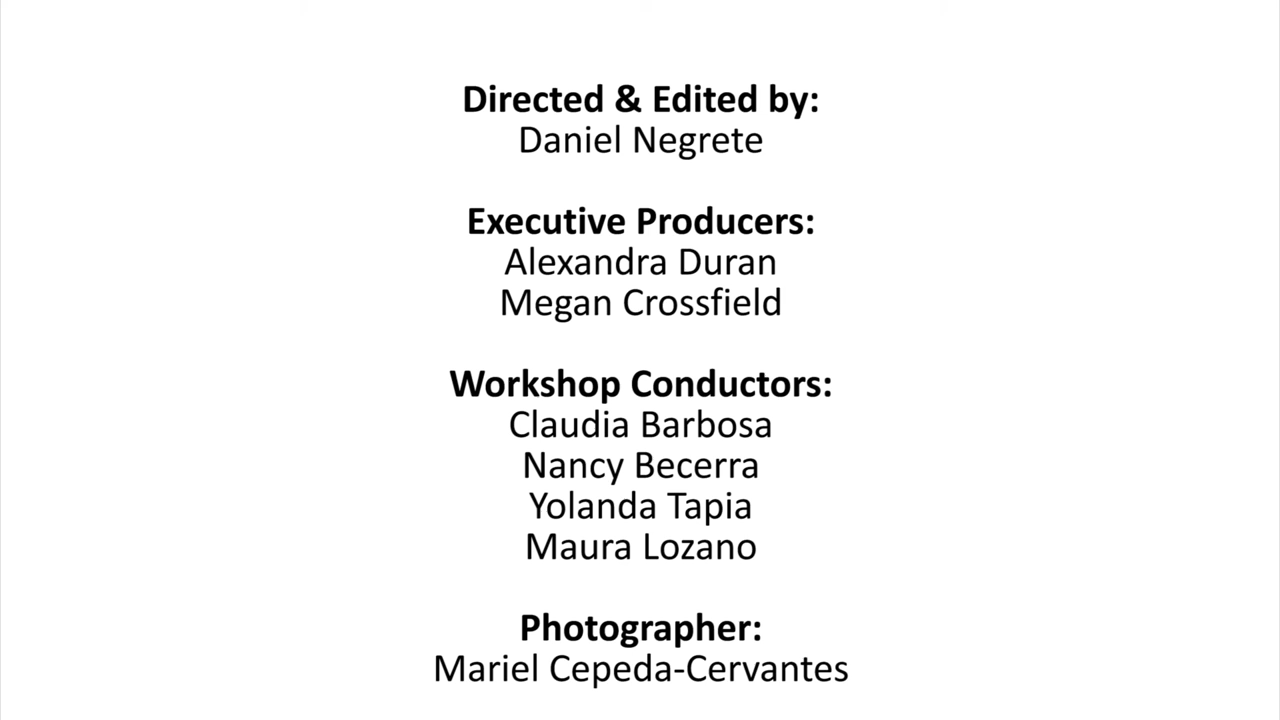 Directed & Edited by:
Daniel Negrete
Executive Producers:
Alexandra Duran
Megan Crossfield
Workshop Conductors:
Claudia Barbosa
Nancy Becerra
Yolanda Tapia
Maura Lozano
Photographer:
Mariel Cepeda-Cervantes